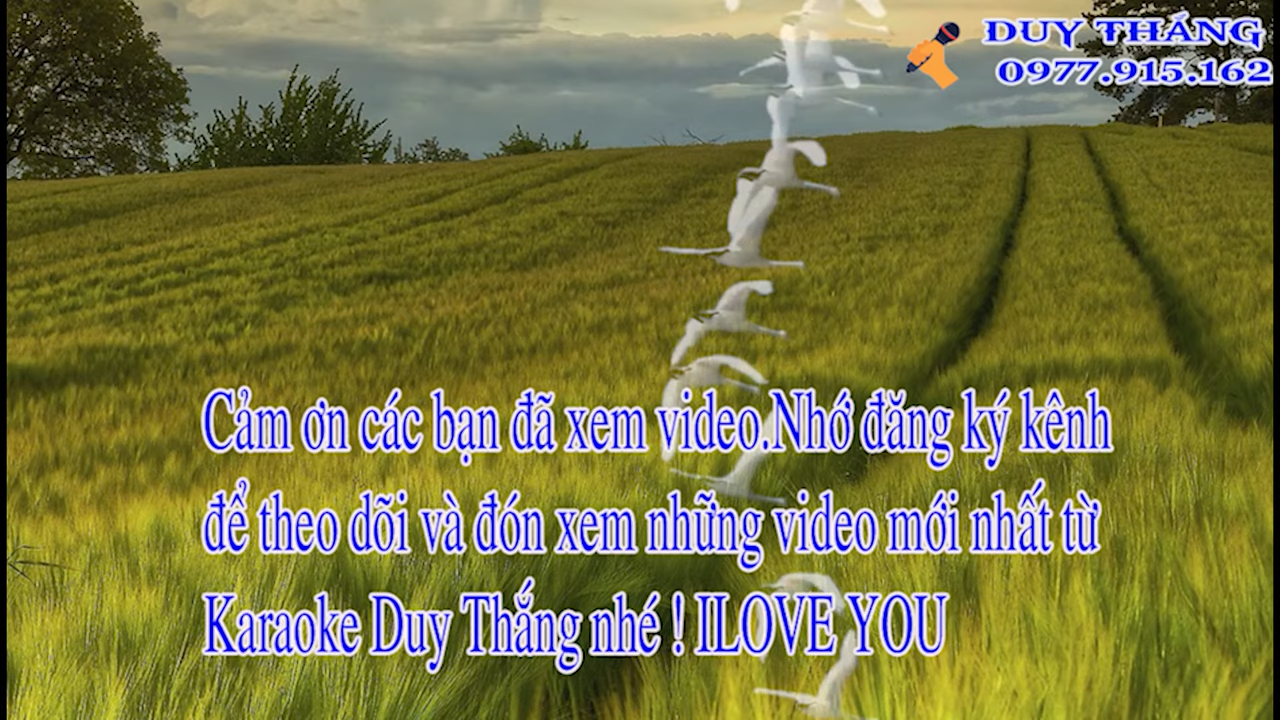 DUY THẮNG
0977.915.162
Cảm ơn các bạn đã xem video.Nhớ đăng ký kênh
để theo dõi và đón xem những video mới nhất từ
Karaoke Duy Thắng nhé ! ILOVE YOU